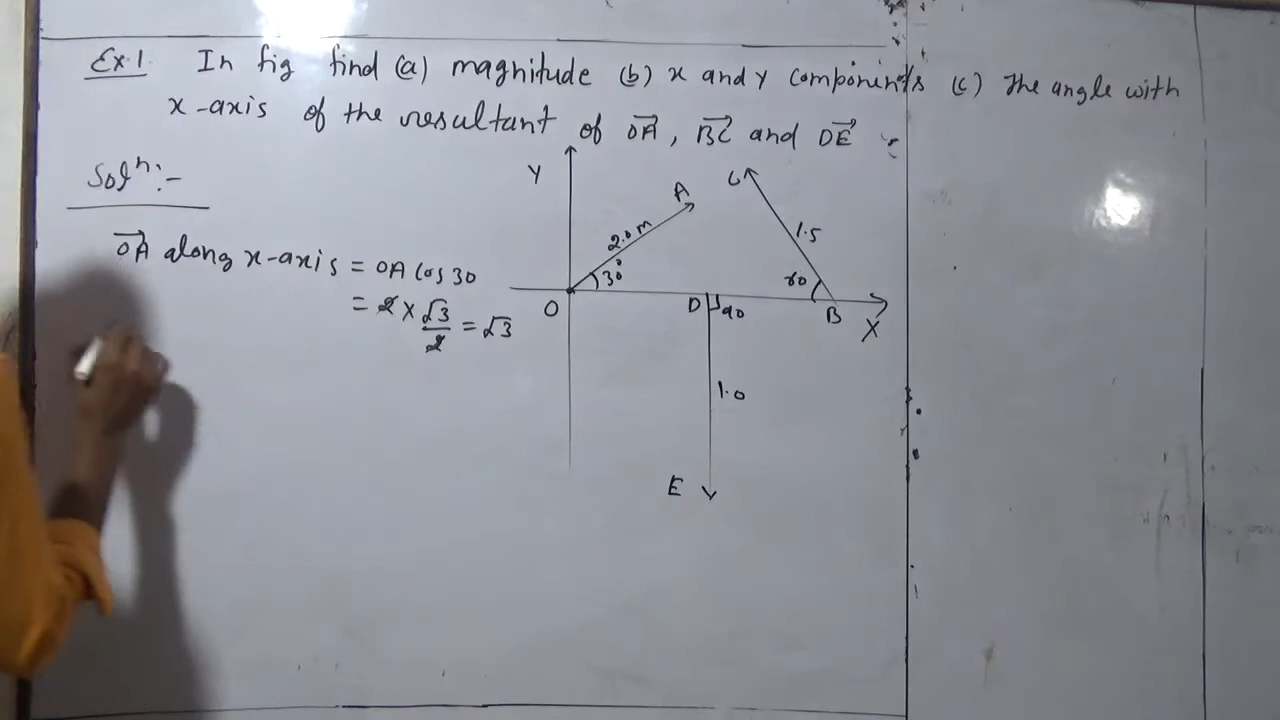 Ex.1. In fig find (a) magnitude (b) x and y components (c) The angle with
x-axis of the resultant of OA⃗, BC⃗ and DE⃗
Solⁿ:-
Y
A
C
2.0 m
1.5
OA⃗ along x-axis = OA Cos 30
30°
60
= 2 × √3/2 = √3
O
D
90
B
X
1.0
E